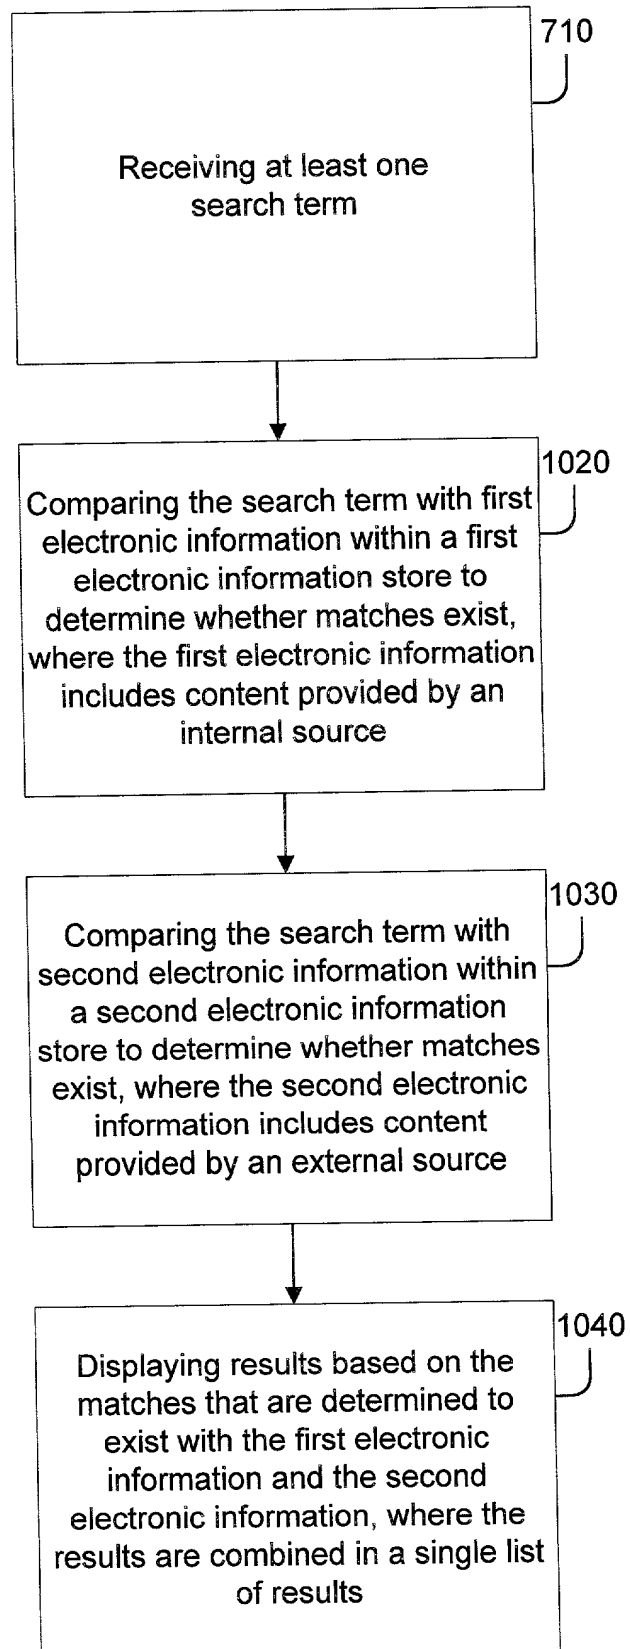 710
Receiving at least one
search term
1020
Comparing the search term with first
electronic information within a first
electronic information store to
determine whether matches exist,
where the first electronic information
includes content provided by an
internal source
1030
Comparing the search term with
second electronic information within
a second electronic information
store to determine whether matches
exist, where the second electronic
information includes content
provided by an external source
1040
Displaying results based on the
matches that are determined to
exist with the first electronic
information and the second
electronic information, where the
results are combined in a single list
of results